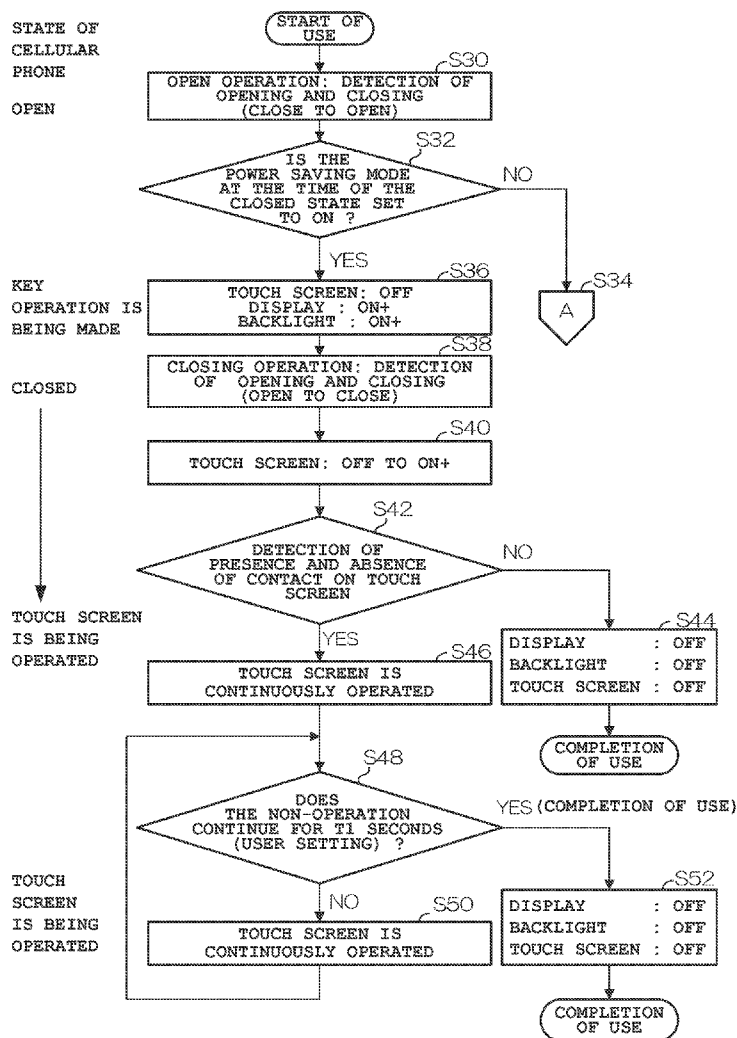 STATE OF
CELLULAR
PHONE
OPEN
START OF
USE
S30
OPEN OPERATION: DETECTION OF
OPENING AND CLOSING
(CLOSE TO OPEN)
S32
IS THE
POWER SAVING MODE
AT THE TIME OF THE
CLOSED STATE SET
TO ON ?
NO
YES
S34
A
KEY
OPERATION IS
BEING MADE
S36
TOUCH SCREEN: OFF
DISPLAY : ON+
BACKLIGHT : ON+
S38
CLOSING OPERATION: DETECTION
OF OPENING AND CLOSING
(OPEN TO CLOSE)
CLOSED
S40
TOUCH SCREEN: OFF TO ON+
S42
DETECTION OF
PRESENCE AND ABSENCE
OF CONTACT ON TOUCH
SCREEN
NO
YES
TOUCH SCREEN
IS BEING
OPERATED
S44
DISPLAY : OFF
BACKLIGHT : OFF
TOUCH SCREEN : OFF
COMPLETION
OF USE
S46
TOUCH SCREEN IS
CONTINUOUSLY OPERATED
S48
DOES
THE NON-OPERATION
CONTINUE FOR T1 SECONDS
(USER SETTING) ?
YES (COMPLETION OF USE)
NO
TOUCH
SCREEN
IS BEING
OPERATED
S50
TOUCH SCREEN IS
CONTINUOUSLY OPERATED
S52
DISPLAY : OFF
BACKLIGHT : OFF
TOUCH SCREEN : OFF
COMPLETION
OF USE